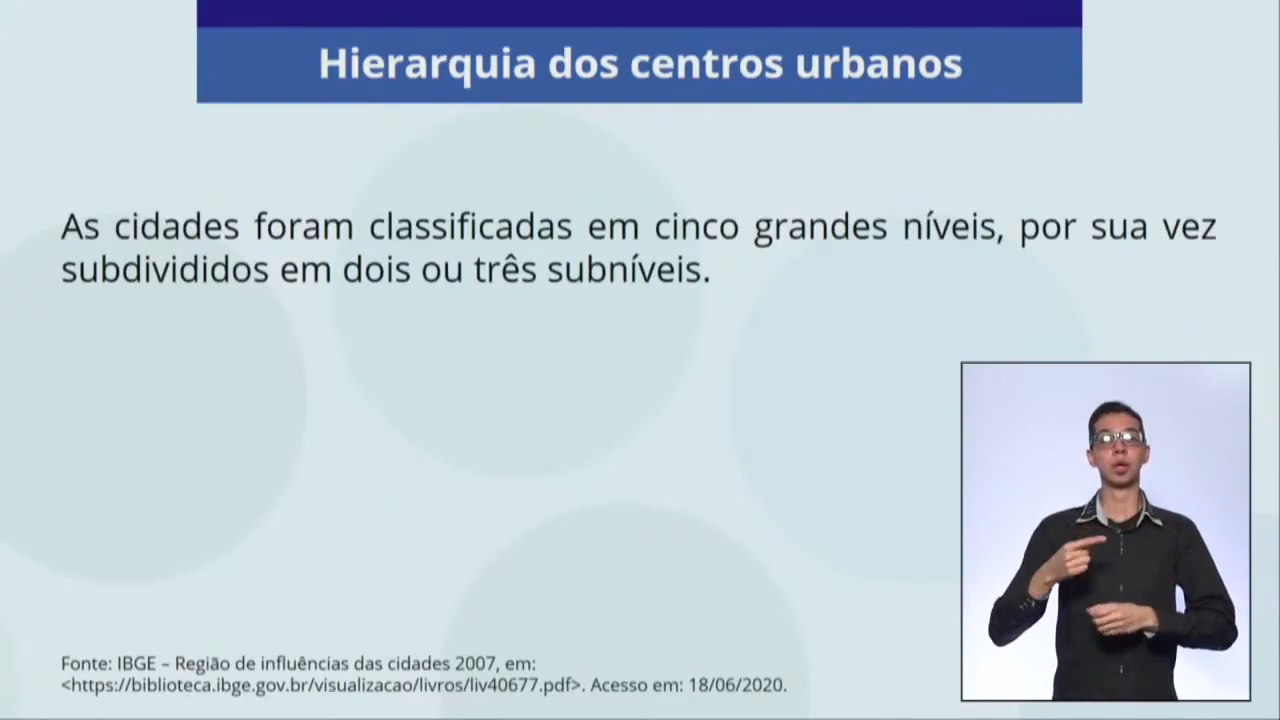 Hierarquia dos centros urbanos
As cidades foram classificadas em cinco grandes níveis, por sua vez
subdivididos em dois ou três subníveis.
Fonte: IBGE – Região de influências das cidades 2007, em:
<https://biblioteca.ibge.gov.br/visualizacao/livros/liv40677.pdf>. Acesso em: 18/06/2020.